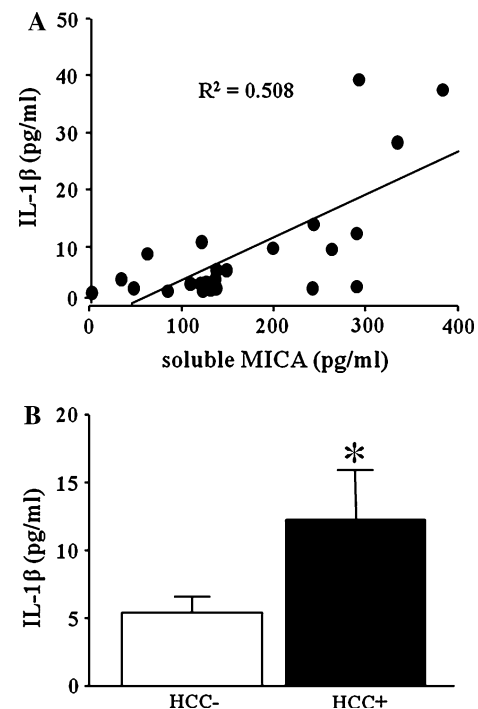 A
50
40
30
20
10
0
IL-1β (pg/ml)
R² = 0.508
0 100 200 300 400
soluble MICA (pg/ml)
B
20
15
10
5
0
IL-1β (pg/ml)
*
HCC- HCC+